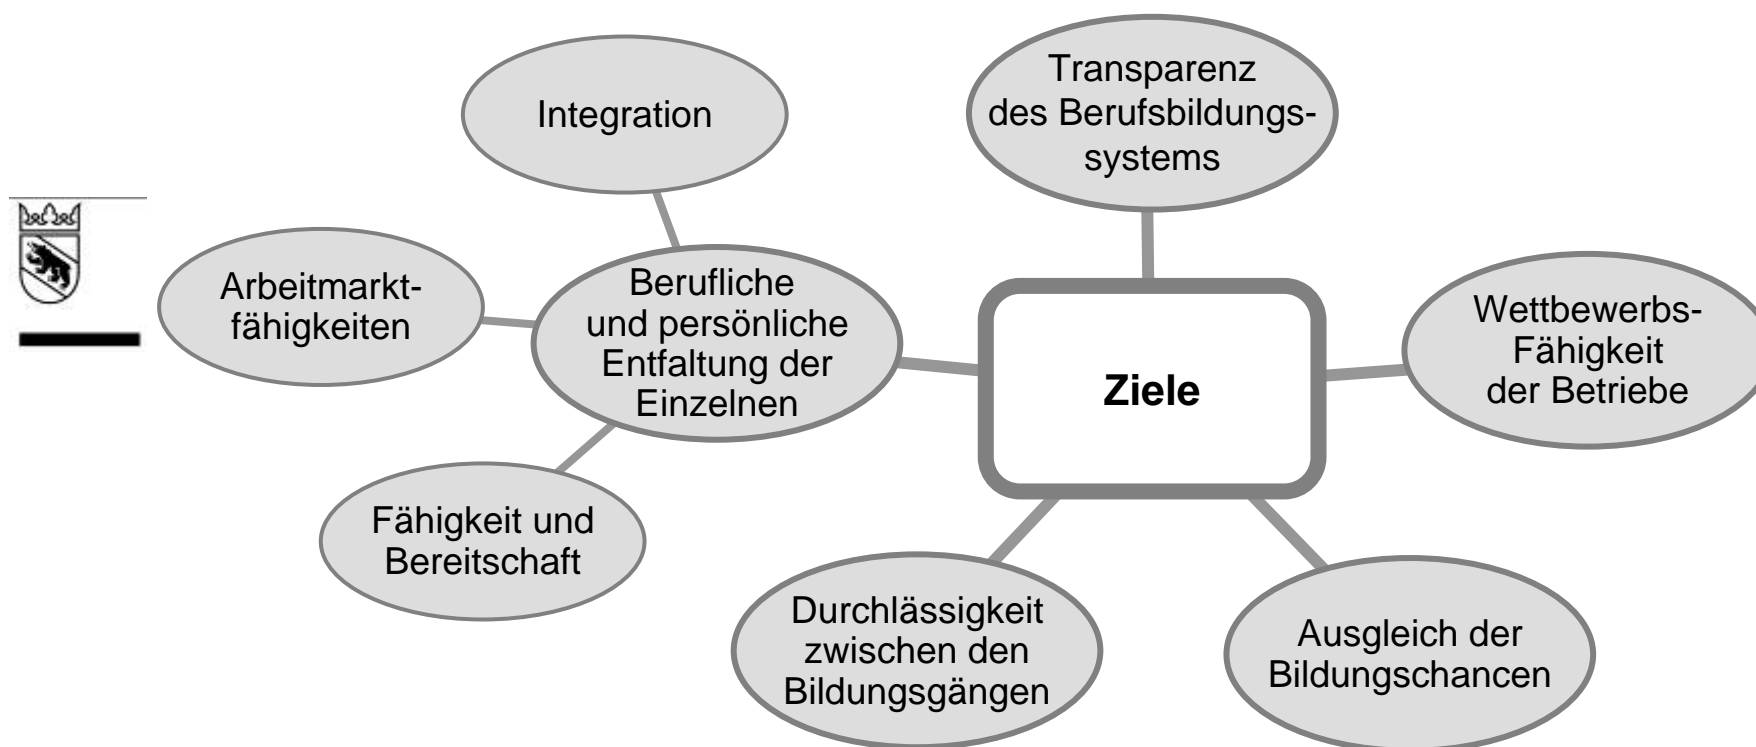 Integration
Transparenz
des Berufsbildungs-
systems
Arbeitmarkt-
fähigkeiten
Berufliche
und persönliche
Entfaltung der
Einzelnen
Ziele
Wettbewerbs-
Fähigkeit
der Betriebe
Fähigkeit und
Bereitschaft
Durchlässigkeit
zwischen den
Bildungsgängen
Ausgleich der
Bildungschancen